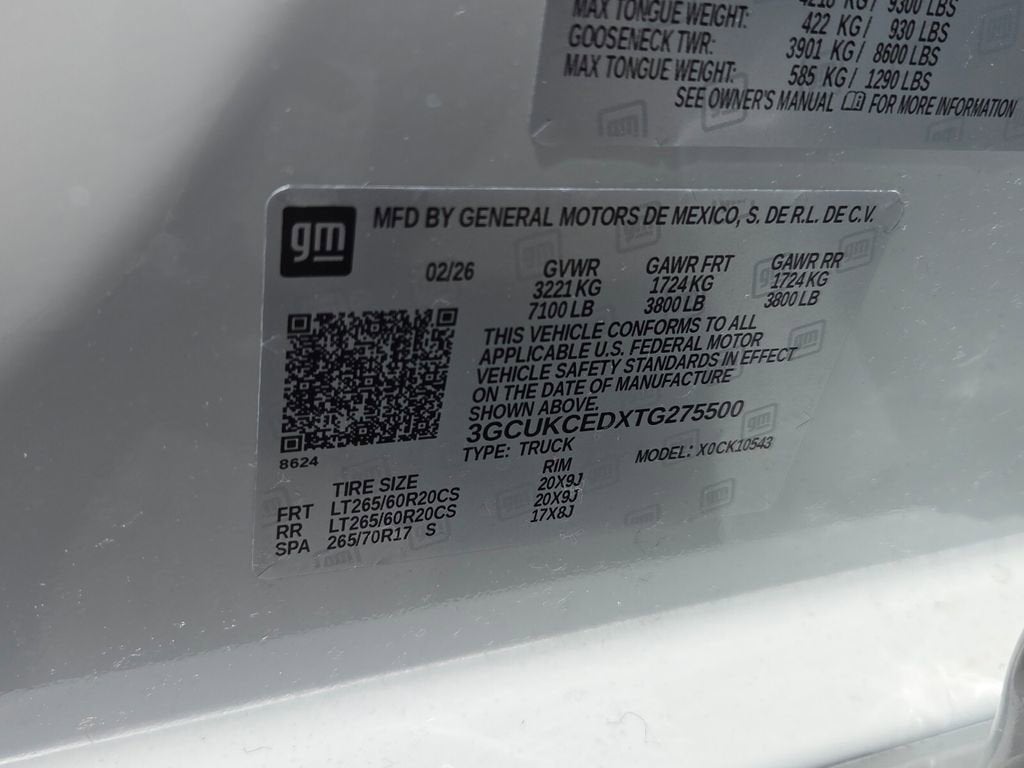 4218 KG / 9300 LBS
MAX TONGUE WEIGHT: 422 KG / 930 LBS
GOOSENECK TWR: 3901 KG / 8600 LBS
MAX TONGUE WEIGHT: 585 KG / 1290 LBS
SEE OWNER'S MANUAL FOR MORE INFORMATION
gm
MFD BY GENERAL MOTORS DE MEXICO, S. DE R.L. DE C.V.
02/26 GVWR GAWR FRT GAWR RR
3221 KG 1724 KG 1724 KG
7100 LB 3800 LB 3800 LB
THIS VEHICLE CONFORMS TO ALL
APPLICABLE U.S. FEDERAL MOTOR
VEHICLE SAFETY STANDARDS IN EFFECT
ON THE DATE OF MANUFACTURE
SHOWN ABOVE.
3GCUKCEDXTG275500
8624
TYPE: TRUCK MODEL: X0CK10543
TIRE SIZE RIM
FRT LT265/60R20CS 20X9J
RR LT265/60R20CS 20X9J
SPA 265/70R17 S 17X8J